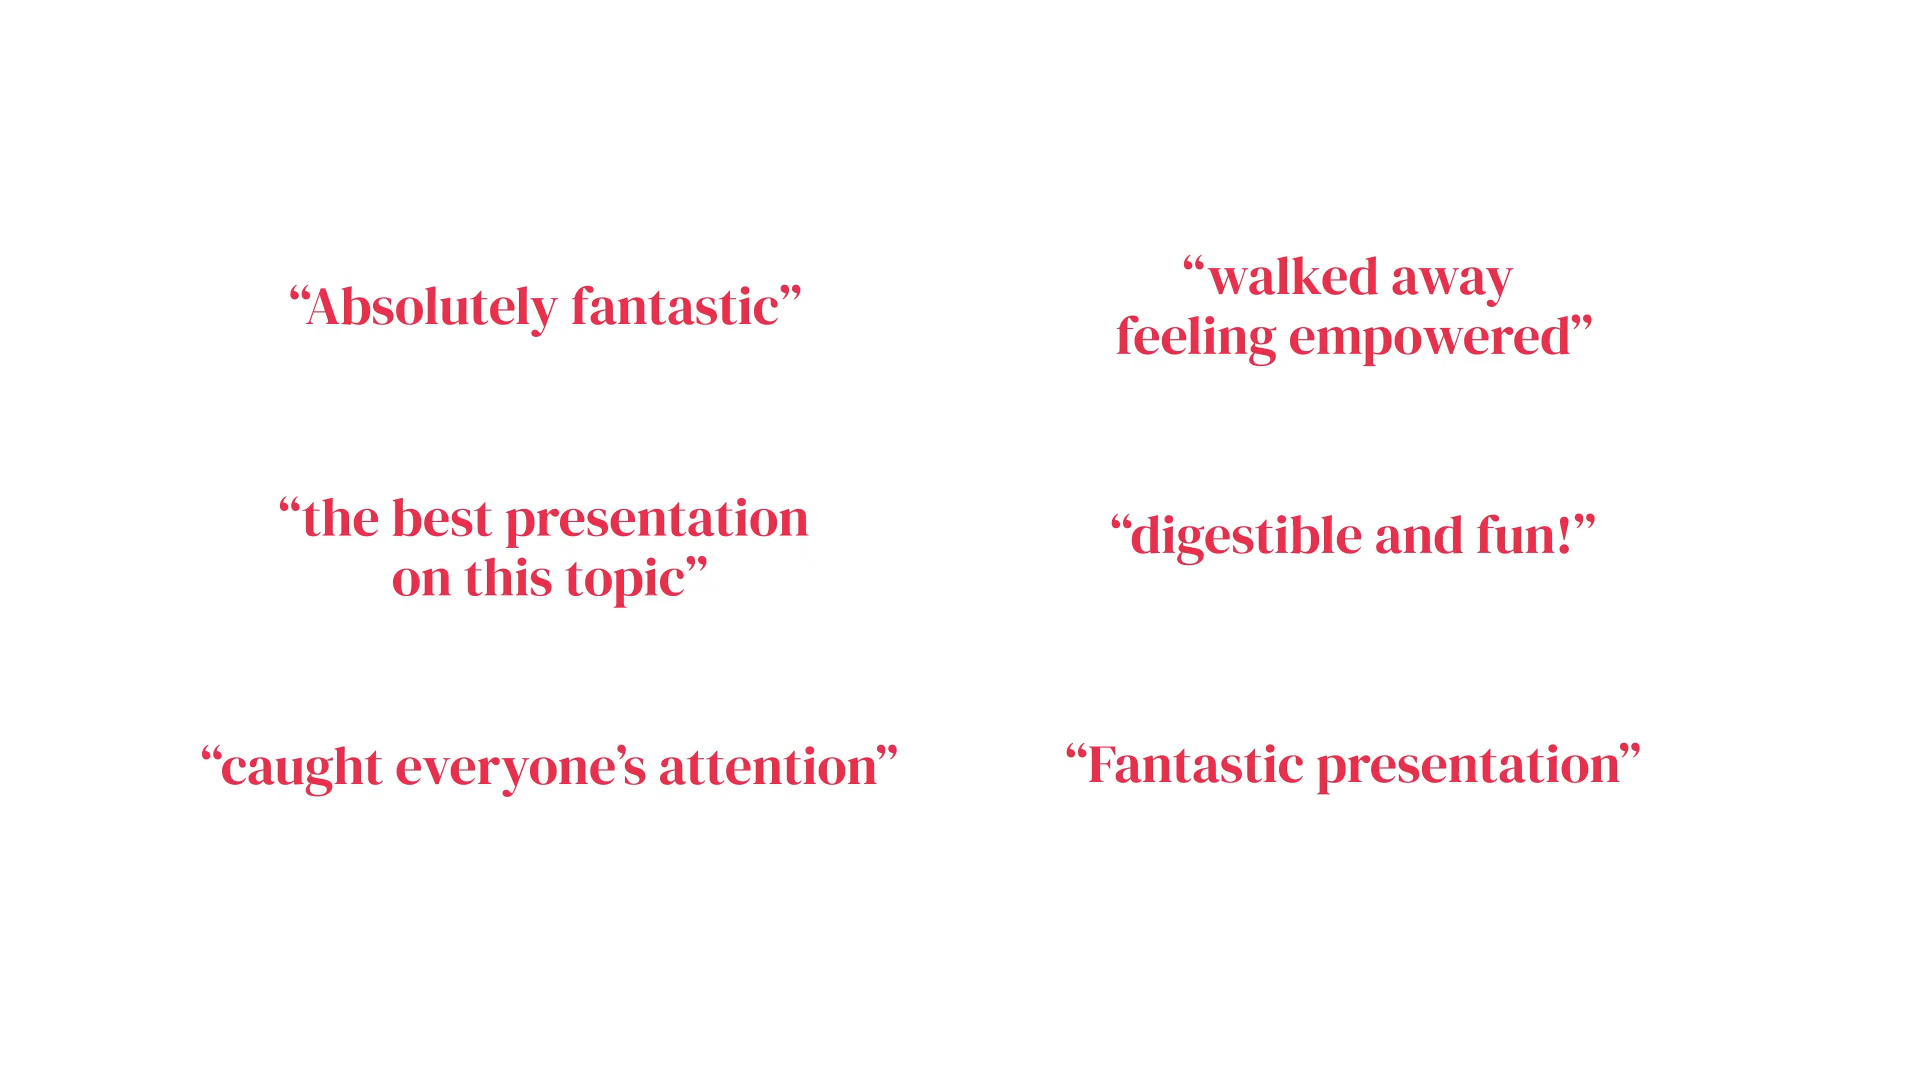 “Absolutely fantastic”
“walked away
feeling empowered”
“the best presentation
on this topic”
“digestible and fun!”
“caught everyone’s attention”
“Fantastic presentation”